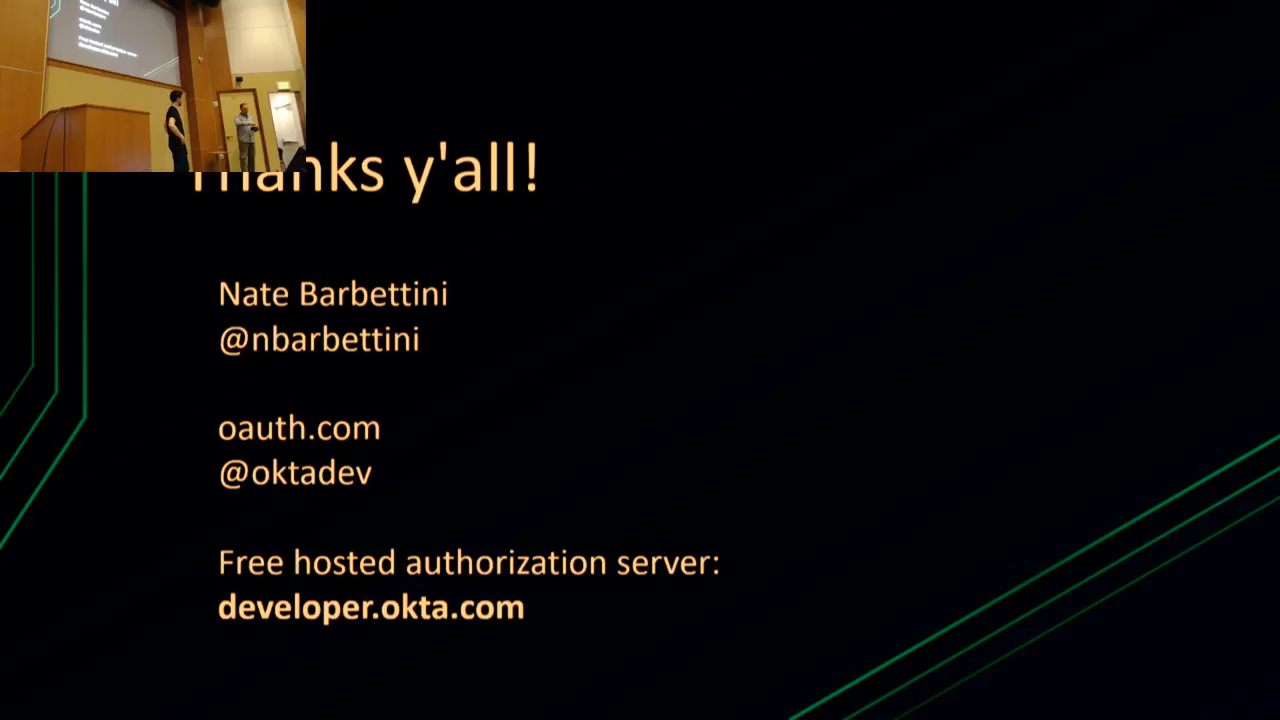 Thanks y'all!
Nate Barbettini
@nbarbettini
oauth.com
@oktadev
Free hosted authorization server:
developer.okta.com